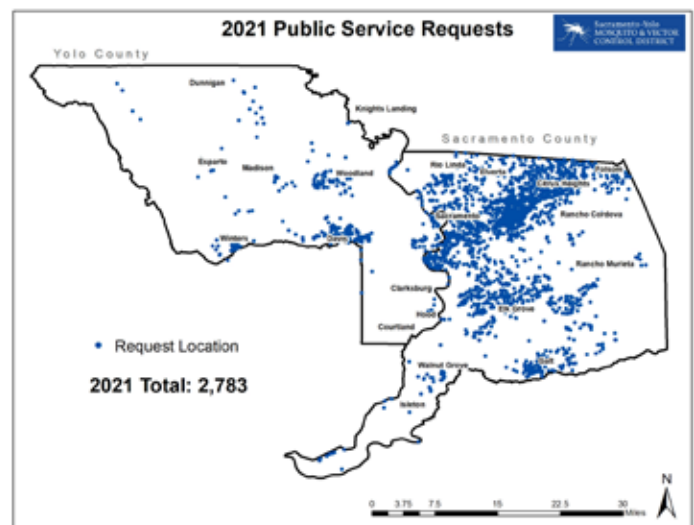 2021 Public Service Requests
Sacramento-Yolo
MOSQUITO & VECTOR
CONTROL DISTRICT
Yolo County
Dunnigan
Knights Landing
Sacramento County
Esparto
Madison
Woodland
Rio Linda
Elverta
Folsom
Citrus Heights
Sacramento
Rancho Cordova
Winters
Davis
Rancho Murieta
Clarksburg
Hood
Elk Grove
Courtland
Request Location
2021 Total: 2,783
Walnut Grove
Galt
Isleton
N
0 3.75 7.5 15 22.5 30
Miles